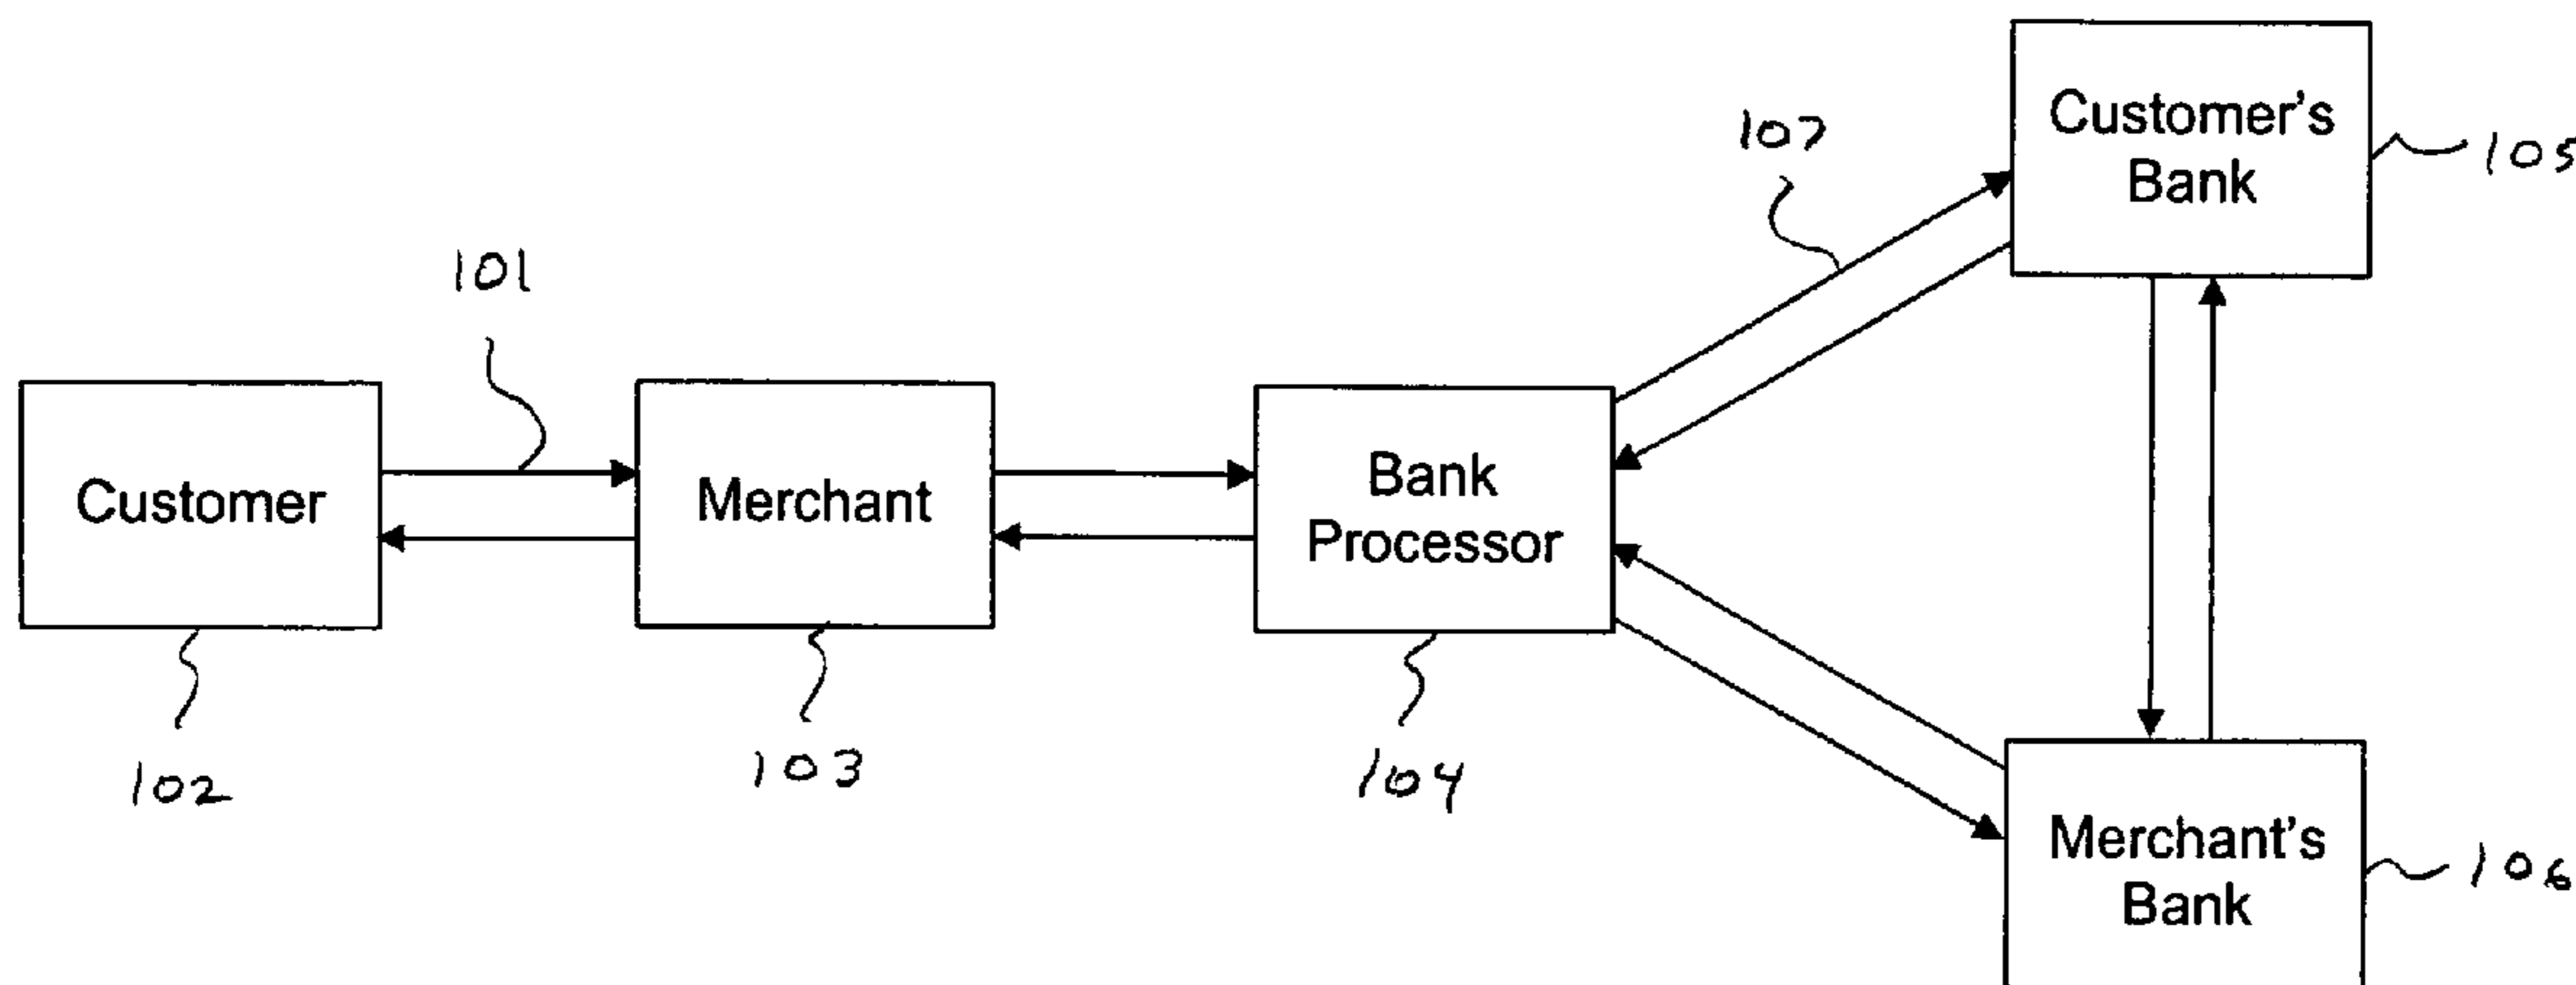 Customer's
Bank
105
107
101
Customer
Merchant
Bank
Processor
102
103
104
Merchant's
Bank
106